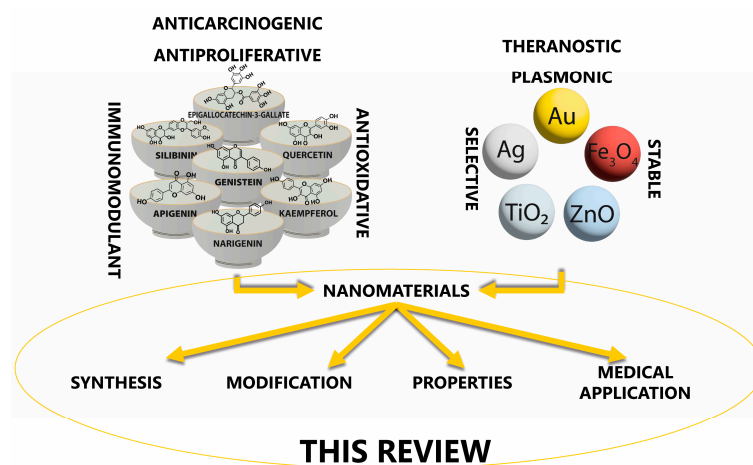 ANTICARCINOGENIC
ANTIPROLIFERATIVE
IMMUNOMODULANT
ANTIOXIDATIVE
EPIGALLOCATECHIN-3-GALLATE
SILIBININ
QUERCETIN
GENISTEIN
APIGENIN
KAEMPFEROL
NARIGENIN
THERANOSTIC
PLASMONIC
SELECTIVE
STABLE
Au
Ag
Fe₃O₄
TiO₂
ZnO
NANOMATERIALS
SYNTHESIS
MODIFICATION
PROPERTIES
MEDICAL
APPLICATION
THIS REVIEW